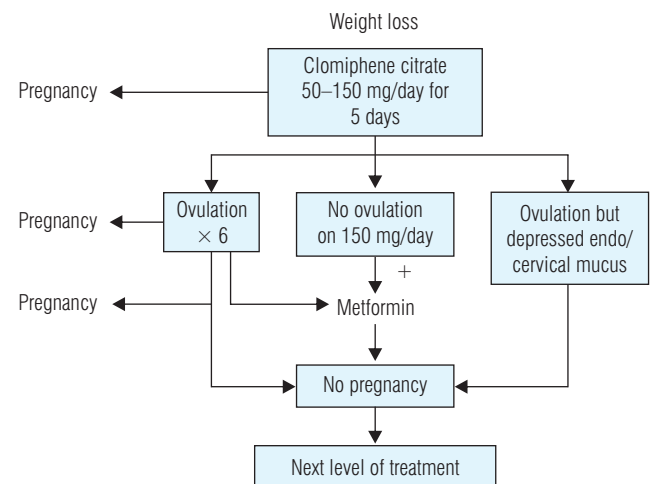 Weight loss
Clomiphene citrate
50–150 mg/day for
5 days
Pregnancy
Pregnancy
Ovulation
× 6
No ovulation
on 150 mg/day
Ovulation but
depressed endo/
cervical mucus
+
Pregnancy
Metformin
No pregnancy
Next level of treatment